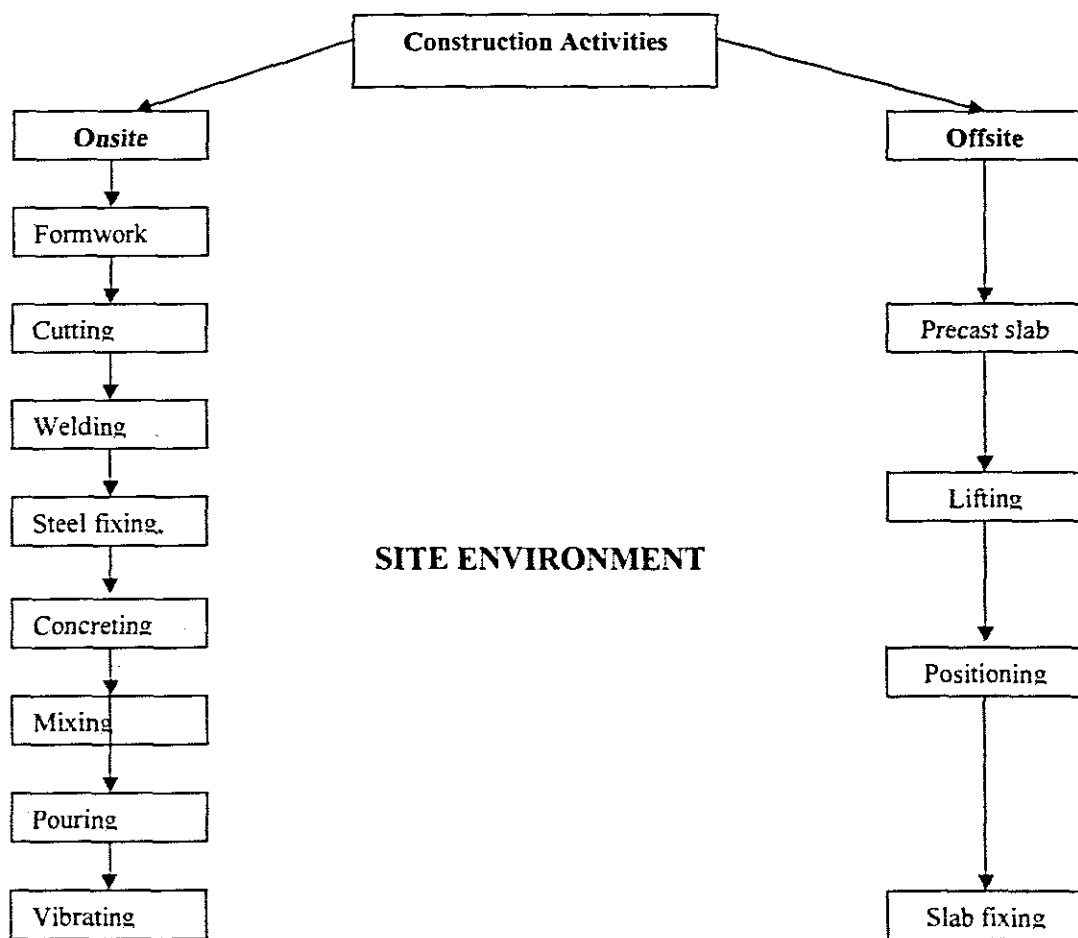 Construction Activities
Onsite
Offsite
Formwork
Cutting
Precast slab
Welding
Lifting
Steel fixing.
SITE ENVIRONMENT
Concreting
Positioning
Mixing
Pouring
Vibrating
Slab fixing